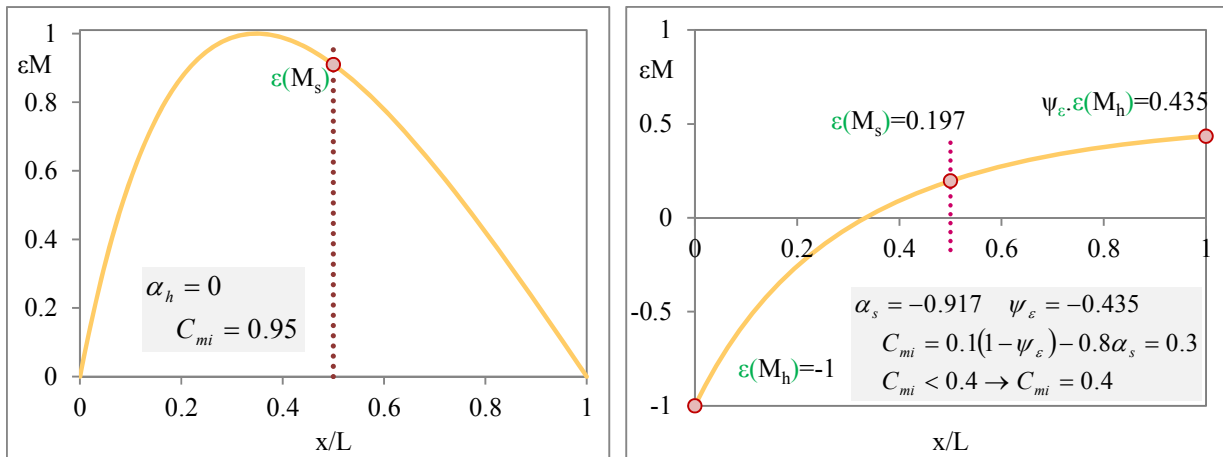 1
εM
0.8
0.6
0.4
0.2
0
ε(Mₛ)
αₕ = 0
Cₘᵢ = 0.95
0 0.2 0.4 0.6 0.8 1
x/L
1
εM
0.5
0
-0.5
-1
ε(Mₛ)=0.197
ψ_ε.ε(Mₕ)=0.435
0 0.2 0.4 0.6 0.8 1
αₛ = −0.917 ψ_ε = −0.435
Cₘᵢ = 0.1(1−ψ_ε)−0.8αₛ = 0.3
Cₘᵢ < 0.4 → Cₘᵢ = 0.4
ε(Mₕ)=-1
x/L